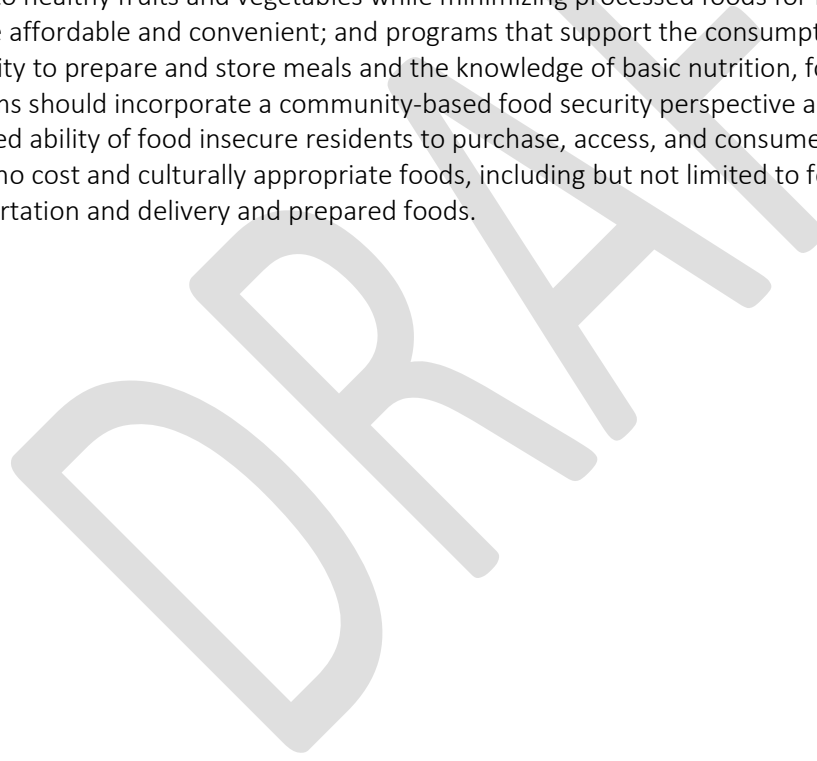 to healthy fruits and vegetables while minimizing processed foods for
e affordable and convenient; and programs that support the consumpt
ity to prepare and store meals and the knowledge of basic nutrition, fo
ns should incorporate a community-based food security perspective a
ed ability of food insecure residents to purchase, access, and consume
no cost and culturally appropriate foods, including but not limited to f
rtation and delivery and prepared foods.
DRAF